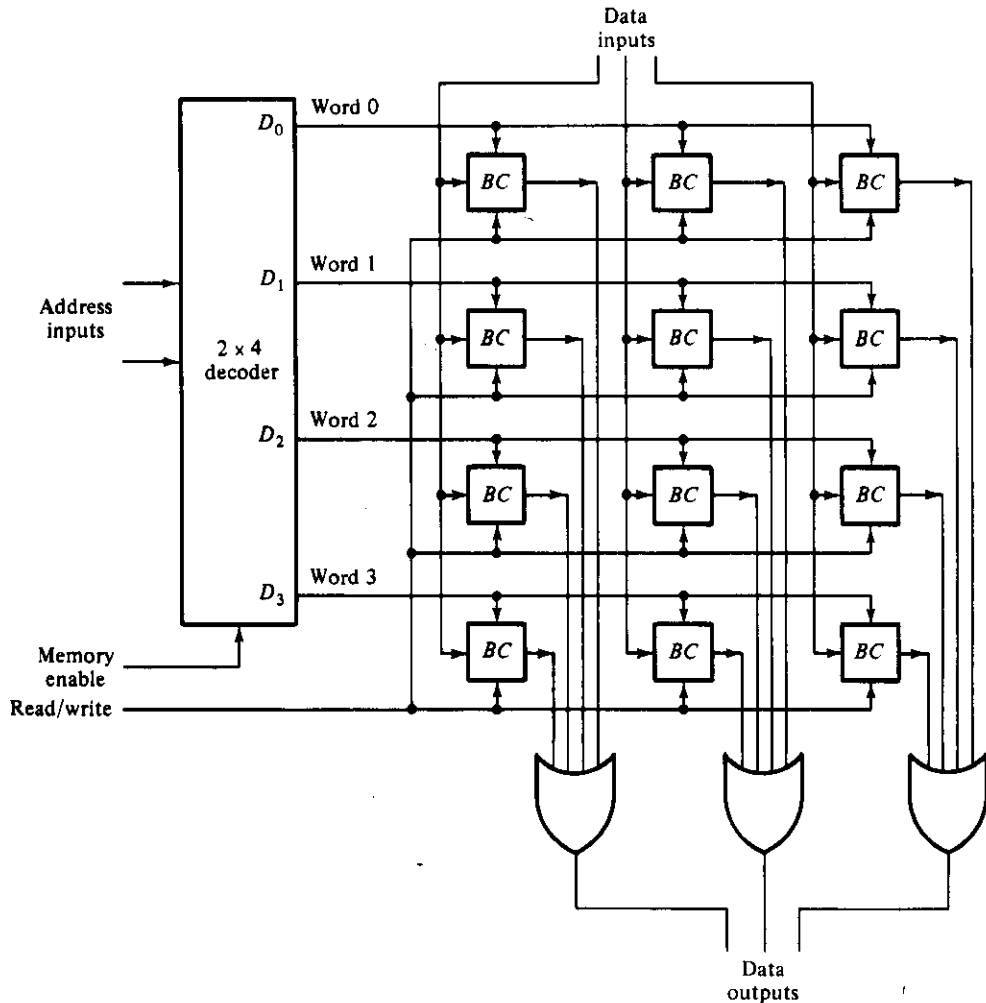 Data
inputs
Word 0
D0
BC BC BC
Word 1
D1
Address
inputs
BC BC BC
2 × 4
decoder
Word 2
D2
BC BC BC
Word 3
D3
BC BC BC
Memory
enable
Read/write
Data
outputs